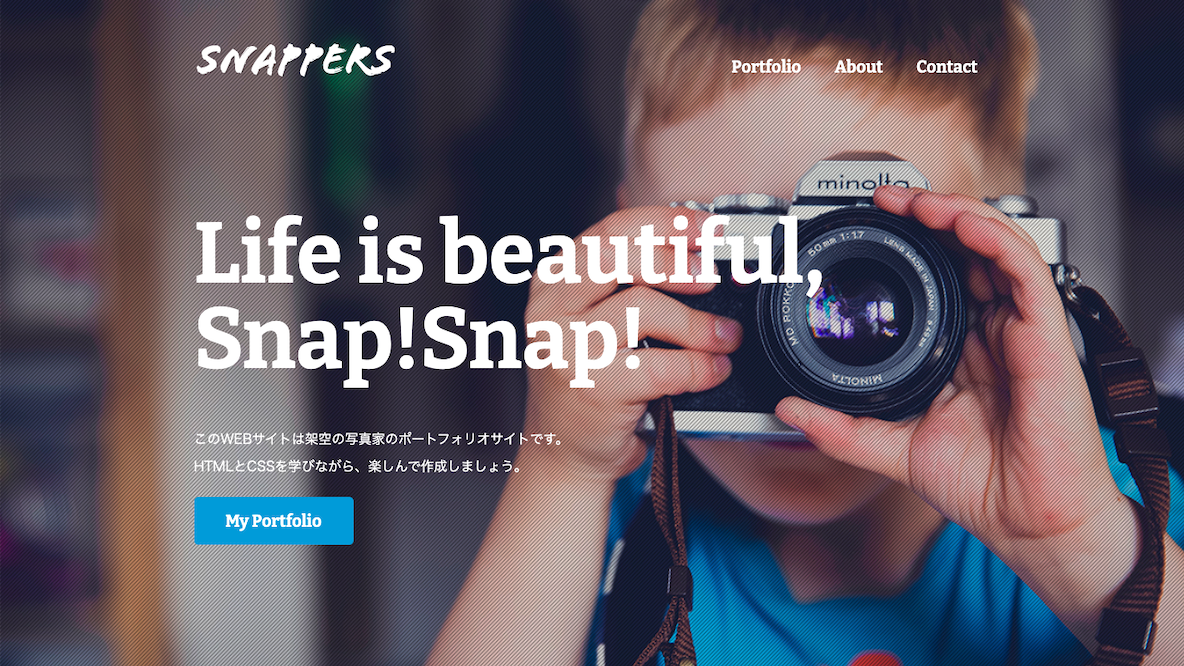 SNAPPERS
Portfolio About Contact
Life is beautiful,
Snap!Snap!
このWEBサイトは架空の写真家のポートフォリオサイトです。
HTMLとCSSを学びながら、楽しんで作成しましょう。
My Portfolio
minolta
50mm 1:1.7
LENS MADE IN JAPAN
MD ROKKO
MINOLTA